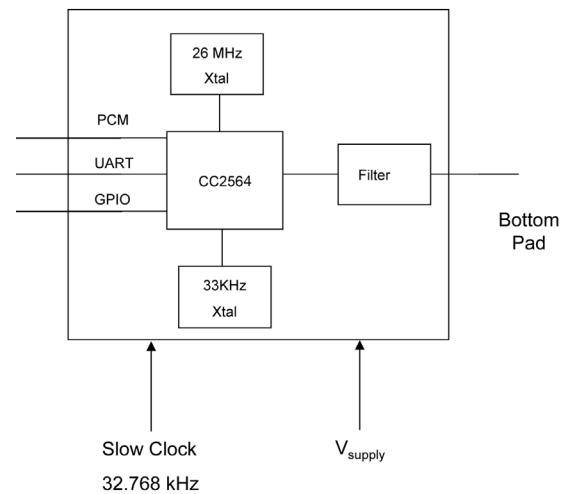 26 MHz
Xtal
PCM
UART
GPIO
CC2564
Filter
Bottom
Pad
33KHz
Xtal
Slow Clock
32.768 kHz
Vsupply